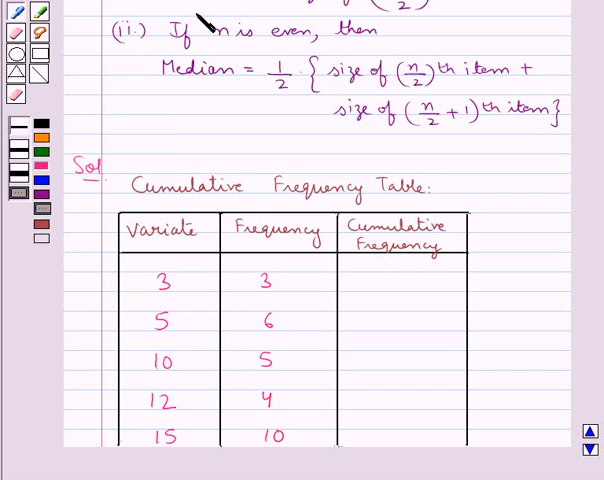 (n/2)
(ii.) If n is even, then
Median = 1/2 . { size of (n/2)th item +
size of (n/2 + 1)th item}
Sol.
Cumulative Frequency Table:
Variate Frequency Cumulative Frequency
3 3
5 6
10 5
12 4
15 10